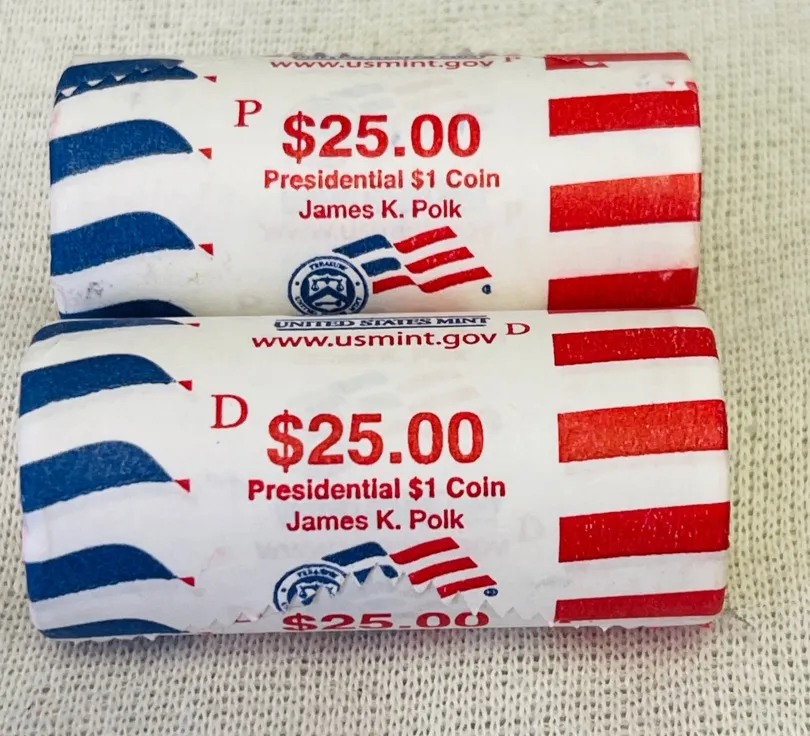 www.usmint.gov P
P
$25.00
Presidential $1 Coin
James K. Polk
TREASURY
UNITED STATES MINT
www.usmint.gov D
D
$25.00
Presidential $1 Coin
James K. Polk
D
$25.00